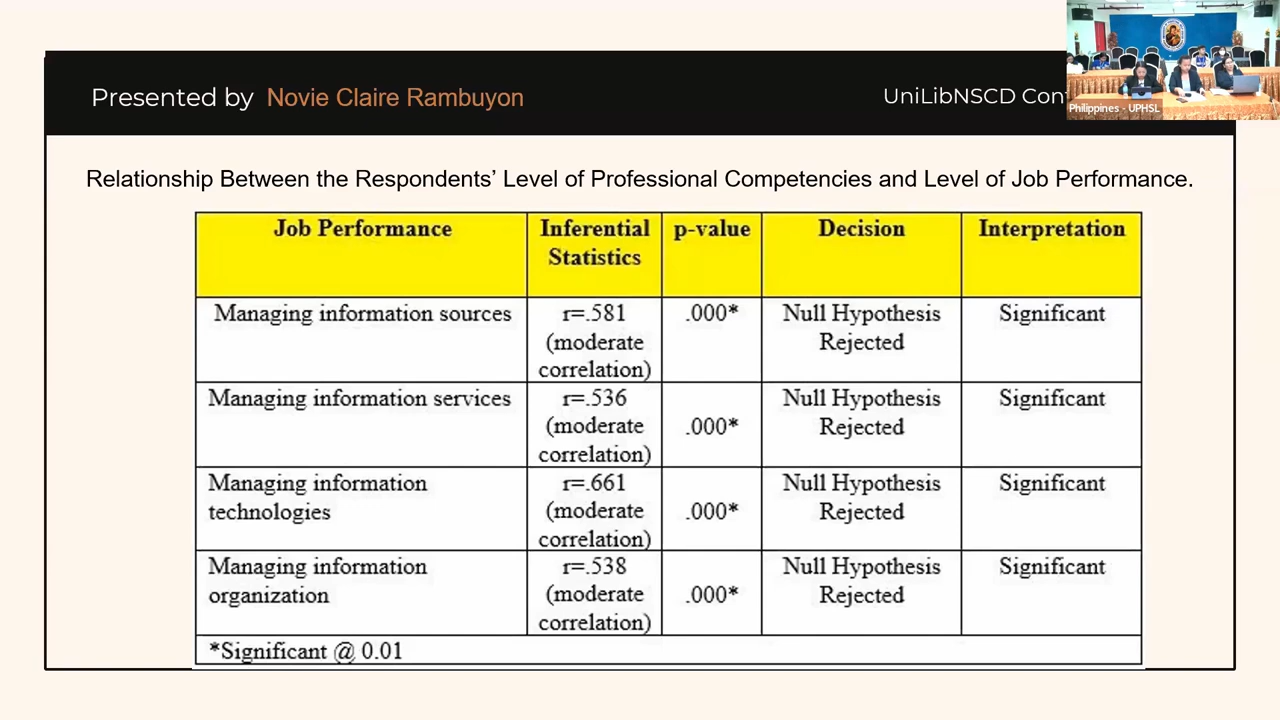 Presented by Novie Claire Rambuyon
UniLibNSCD
Philippines - UPHSL
Relationship Between the Respondents' Level of Professional Competencies and Level of Job Performance.
Job Performance
Inferential
Statistics
p-value
Decision
Interpretation
Managing information sources
r=.581
(moderate
correlation)
.000*
Null Hypothesis
Rejected
Significant
Managing information services
r=.536
(moderate
correlation)
.000*
Null Hypothesis
Rejected
Significant
Managing information
technologies
r=.661
(moderate
correlation)
.000*
Null Hypothesis
Rejected
Significant
Managing information
organization
r=.538
(moderate
correlation)
.000*
Null Hypothesis
Rejected
Significant
*Significant @ 0.01